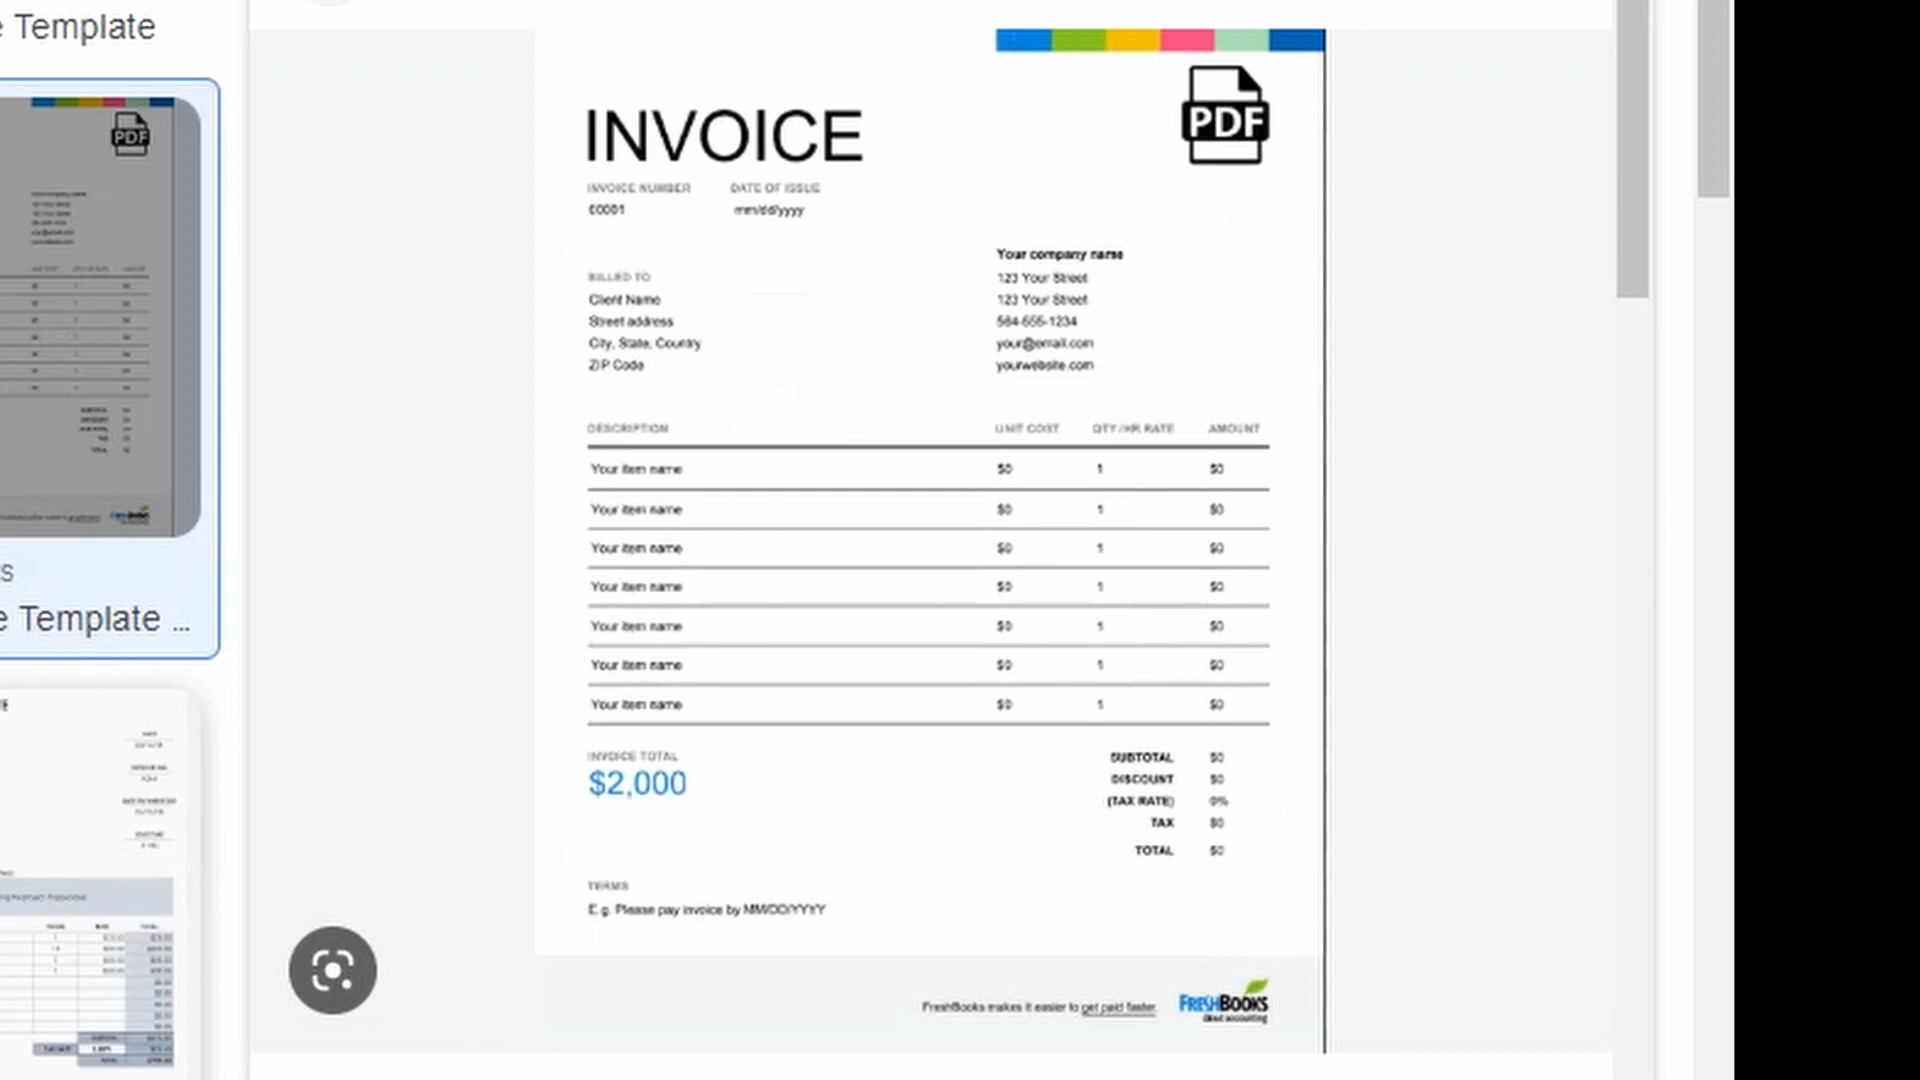 e Template
PDF
INVOICE
INVOICE NUMBER DATE OF ISSUE
00001 mm/dd/yyyy
Your company name
123 Your Street
123 Your Street
564-555-1234
your@email.com
yourwebsite.com
BILLED TO
Client Name
Street address
City, State, Country
ZIP Code
DESCRIPTION UNIT COST QTY/HR RATE AMOUNT
Your item name $0 1 $0
Your item name $0 1 $0
Your item name $0 1 $0
Your item name $0 1 $0
Your item name $0 1 $0
Your item name $0 1 $0
Your item name $0 1 $0
INVOICE TOTAL
$2,000
SUBTOTAL $0
DISCOUNT $0
(TAX RATE) 0%
TAX $0
TOTAL $0
TERMS
E.g. Please pay invoice by MM/DD/YYYY
FreshBooks makes it easier to get paid faster.
FRESHBOOKS
cloud accounting
PDF
s
e Template ...